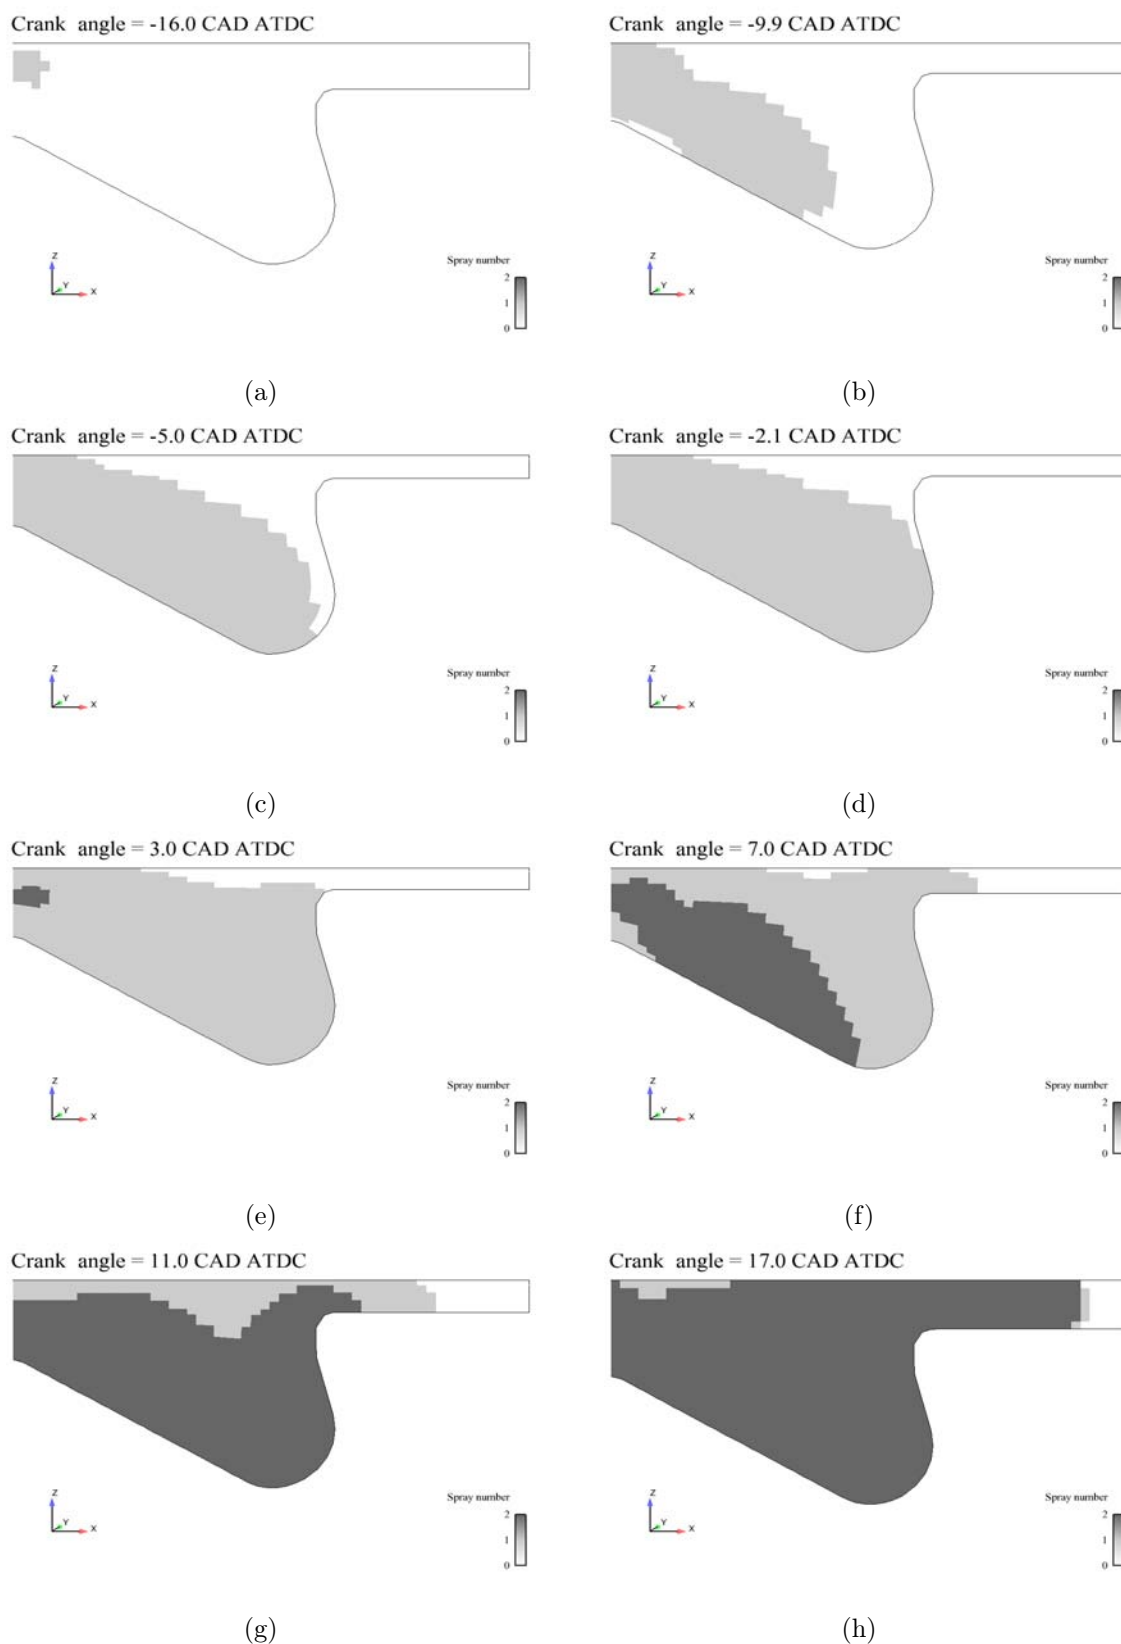 Crank angle = -16.0 CAD ATDC
Z
Y
X
Spray number
2
1
0
(a)
Crank angle = -9.9 CAD ATDC
Z
Y
X
Spray number
2
1
0
(b)
Crank angle = -5.0 CAD ATDC
Z
Y
X
Spray number
2
1
0
(c)
Crank angle = -2.1 CAD ATDC
Z
Y
X
Spray number
2
1
0
(d)
Crank angle = 3.0 CAD ATDC
Z
Y
X
Spray number
2
1
0
(e)
Crank angle = 7.0 CAD ATDC
Z
Y
X
Spray number
2
1
0
(f)
Crank angle = 11.0 CAD ATDC
Z
Y
X
Spray number
2
1
0
(g)
Crank angle = 17.0 CAD ATDC
Z
Y
X
Spray number
2
1
0
(h)